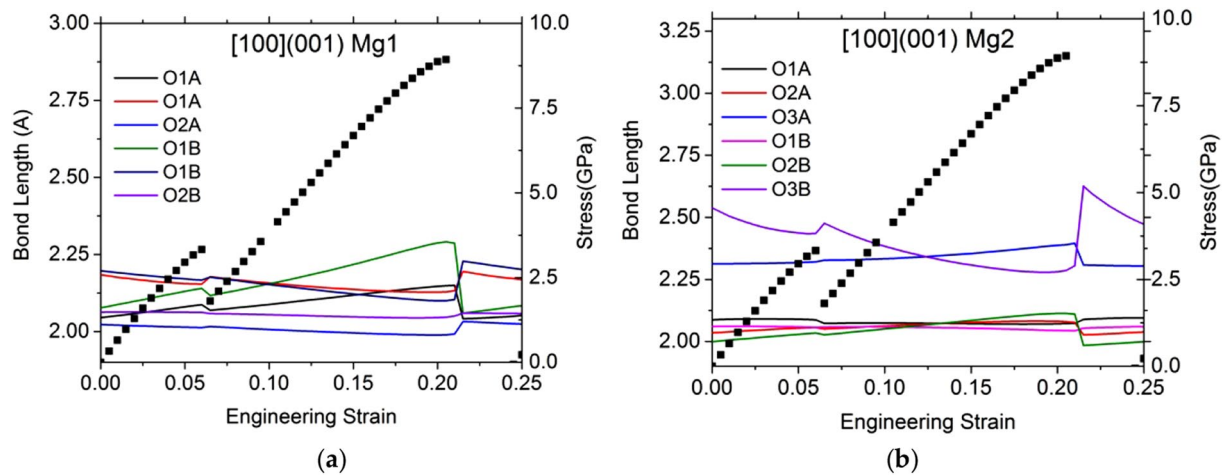 [100](001) Mg1
O1A
O1A
O2A
O1B
O1B
O2B
Bond Length (A)
3.00
2.75
2.50
2.25
2.00
0.00
0.05
0.10
0.15
0.20
0.25
Engineering Strain
10.0
7.5
5.0
2.5
0.0
Stress(GPa)
(a)
[100](001) Mg2
O1A
O2A
O3A
O1B
O2B
O3B
Bond Length
3.25
3.00
2.75
2.50
2.25
2.00
0.00
0.05
0.10
0.15
0.20
0.25
Engineering Strain
10.0
7.5
5.0
2.5
0.0
Stress(GPa)
(b)